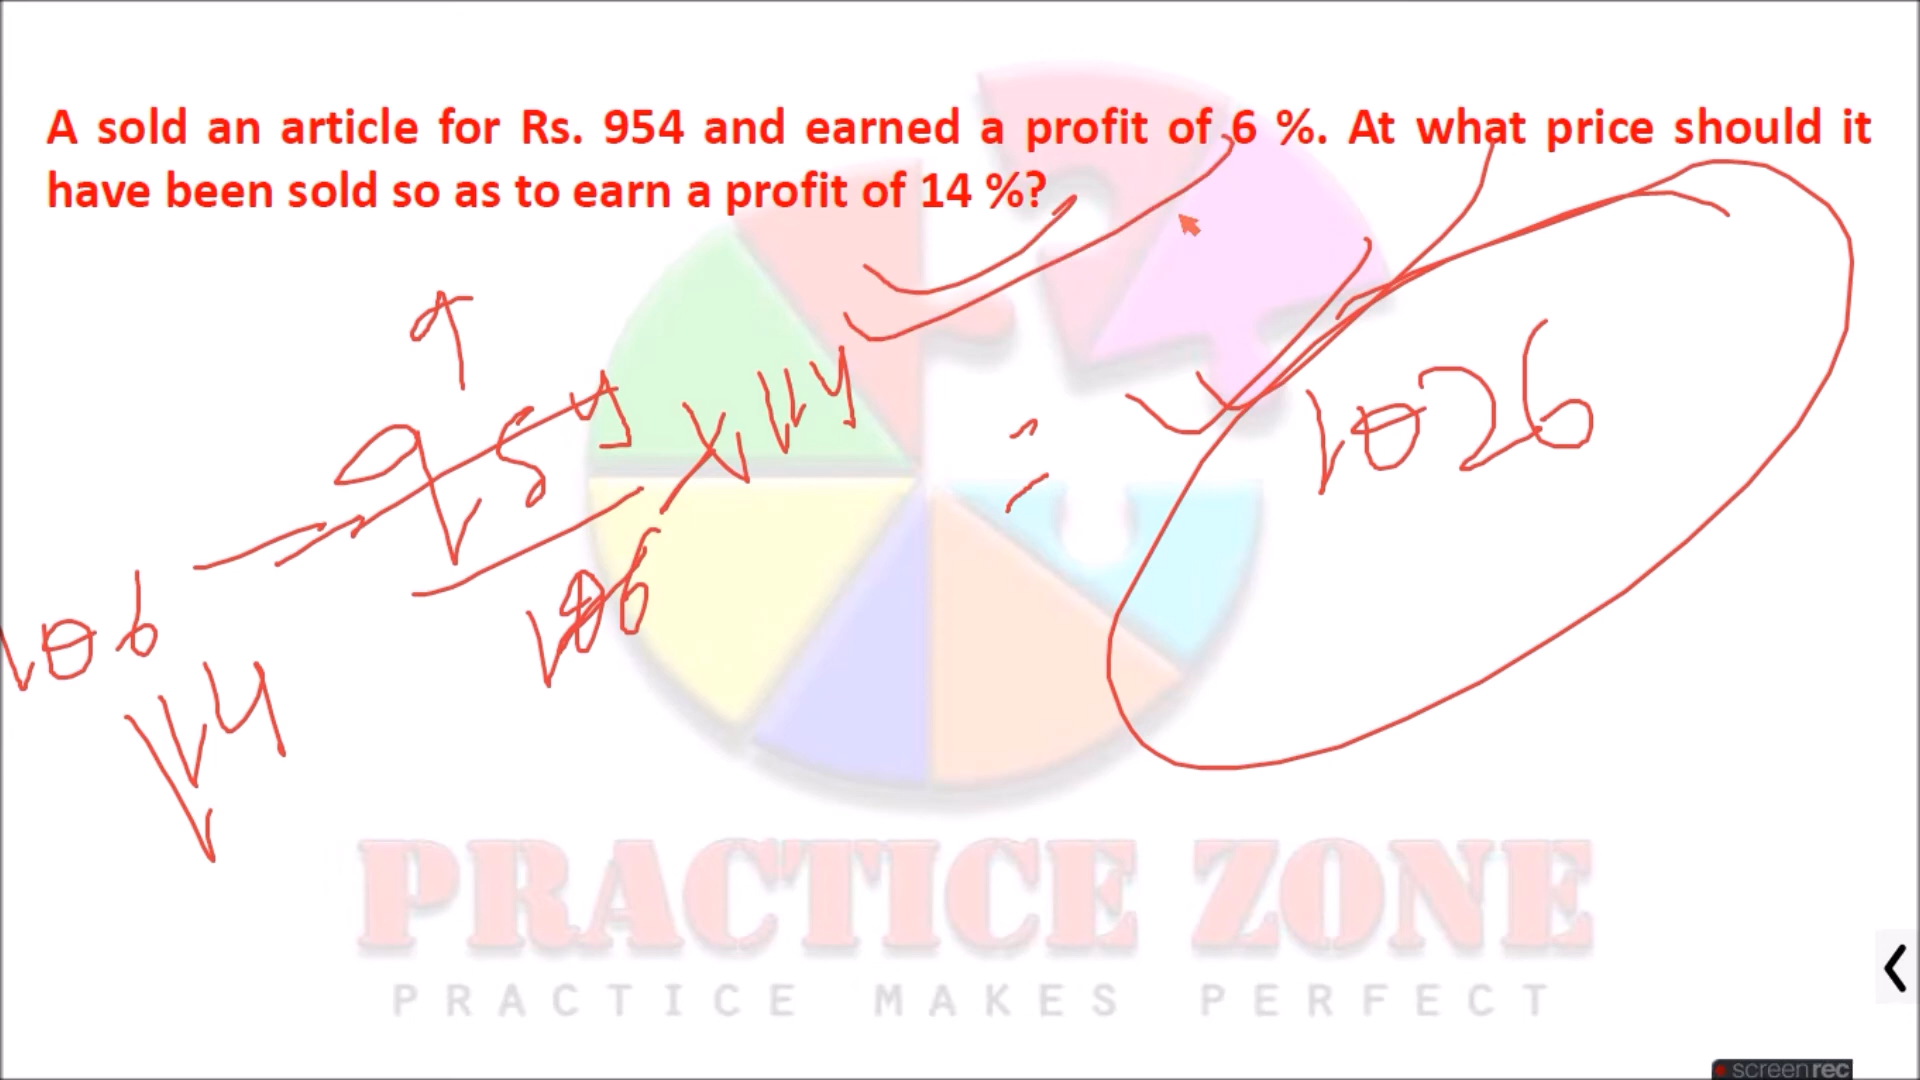 A sold an article for Rs. 954 and earned a profit of 6 %. At what price should it
have been sold so as to earn a profit of 14 %?
9
954 × 114
106
= 1026
106
114
PRACTICE ZONE
PRACTICE MAKES PERFECT
screenrec